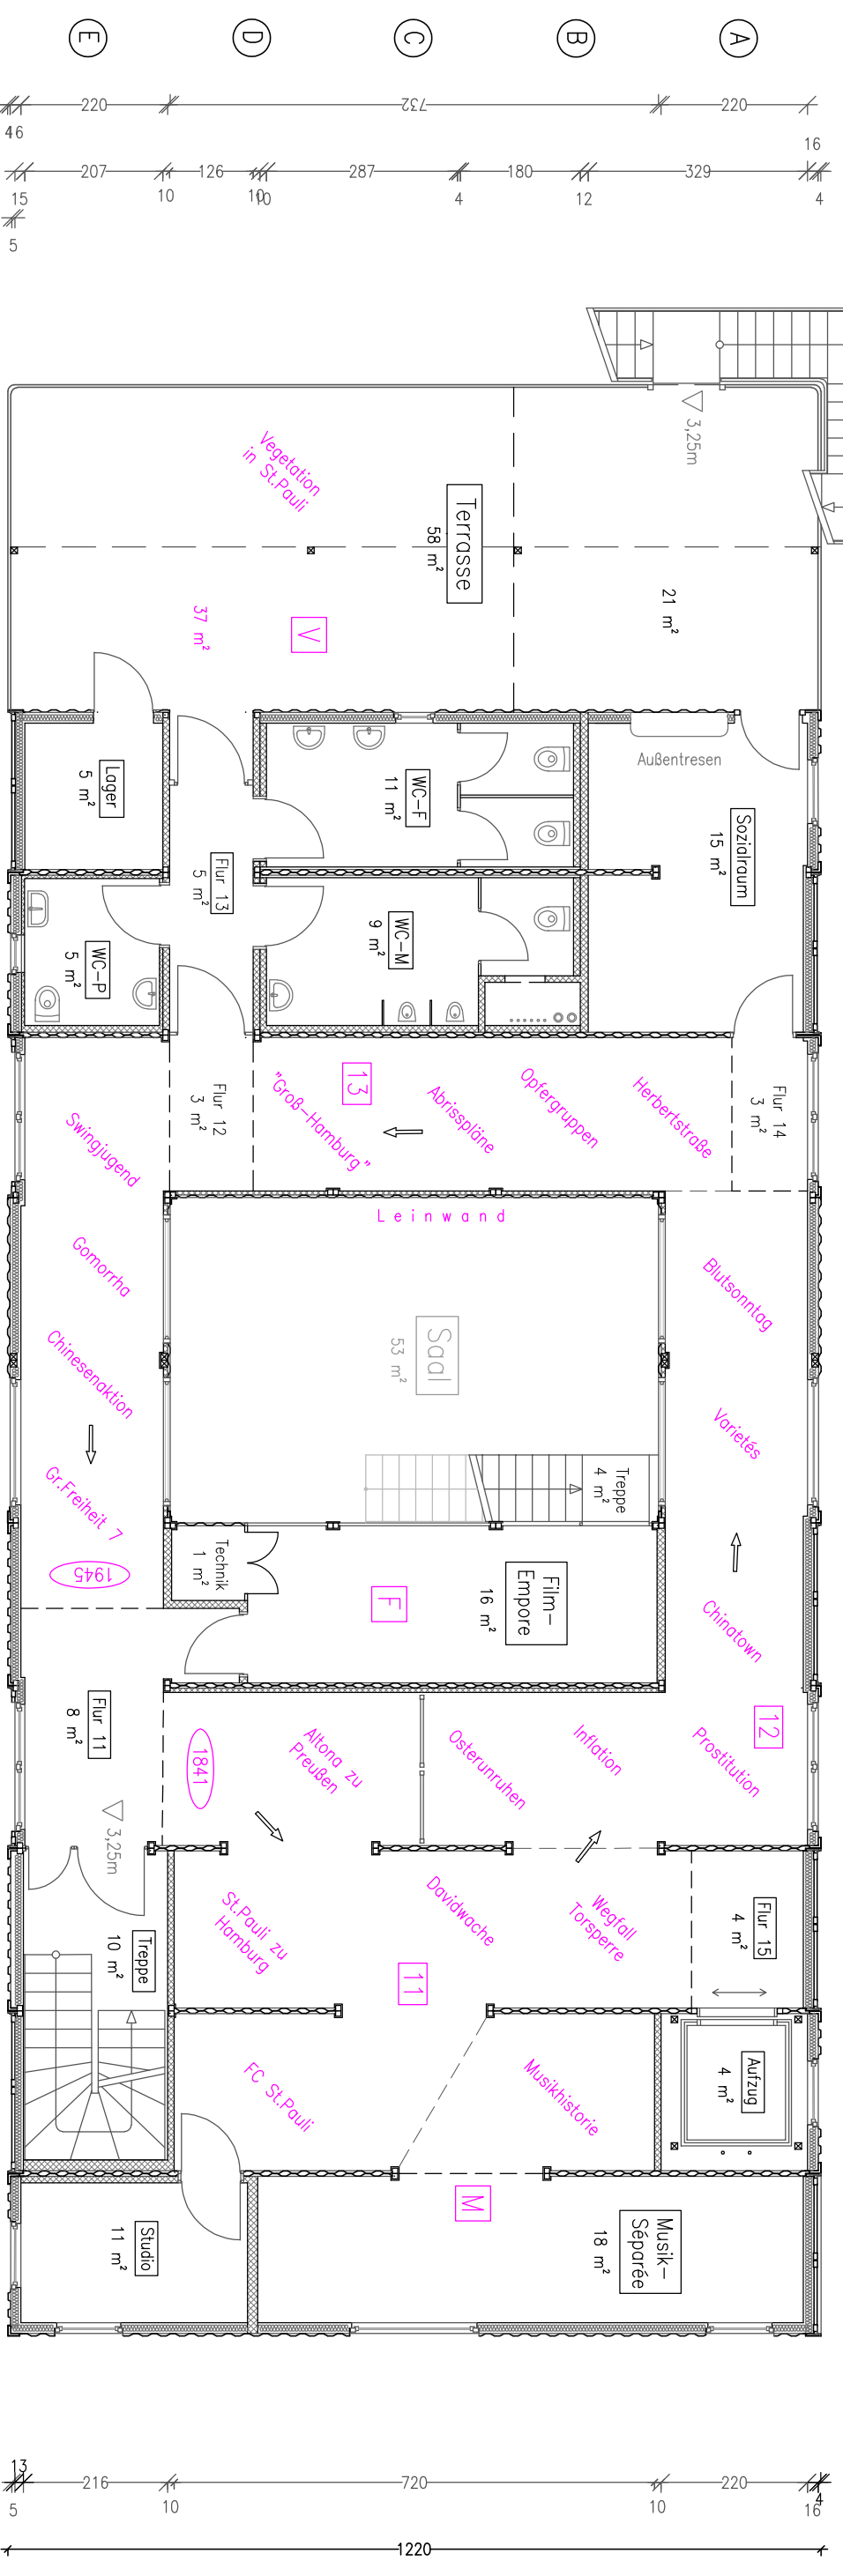 E
D
C
B
A
220
732
220
46
16
207
126
287
180
329
15
10
10
10
4
12
4
5
3,25m
Vegetation
in St.Pauli
Terrasse
58 m²
21 m²
37 m²
V
Außentresen
Lager
5 m²
WC-F
11 m²
Sozialraum
15 m²
Flur 13
5 m²
WC-P
5 m²
WC-M
9 m²
Flur 12
3 m²
13
"Groß-Hamburg"
Abrisspläne
Opfergruppen
Herbertstraße
Flur 14
3 m²
Swingjugend
Leinwand
Gomorrha
Blutsonntag
Saal
53 m²
Chinesenaktion
Varietés
Gr.Freiheit 7
Treppe
4 m²
1945
Technik
1 m²
F
Film-
Empore
16 m²
Chinatown
Flur 11
8 m²
1841
Altona zu
Preußen
Osterunruhen
Inflation
12
Prostitution
3,25m
Treppe
10 m²
St.Pauli zu
Hamburg
Davidwache
Wegfall
Torsperre
Flur 15
4 m²
11
FC St.Pauli
Musikhistorie
Aufzug
4 m²
M
Studio
11 m²
Musik-
Séparée
18 m²
13
216
720
220
5
10
10
16
4
1220